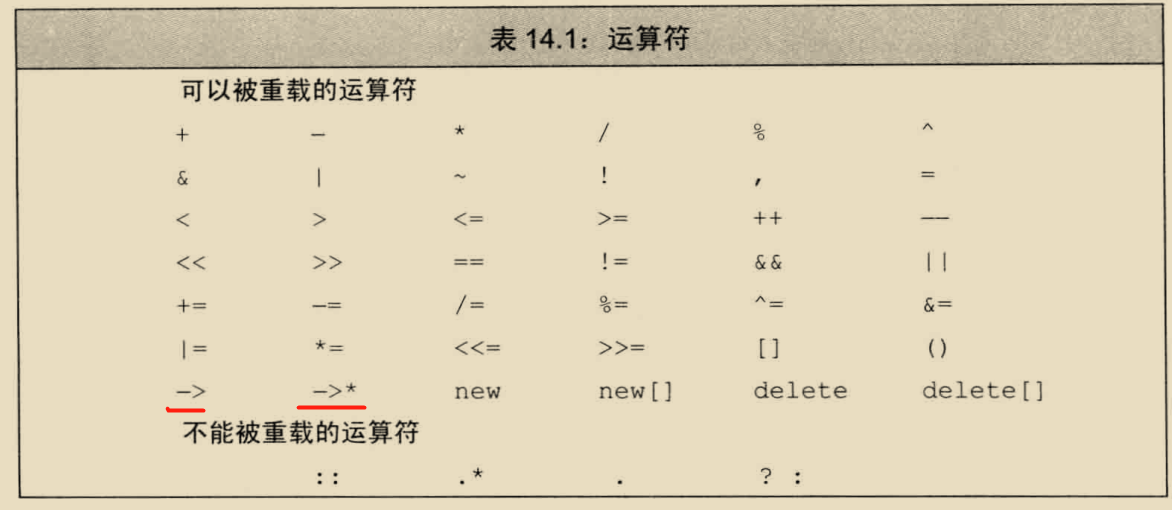 表 14.1：运算符
可以被重载的运算符
+ − * / % ^
& | ~ ! , =
< > <= >= ++ −−
<< >> == != && ||
+= −= /= %= ^= &=
|= *= <<= >>= [] ()
−> −>* new new[] delete delete[]
不能被重载的运算符
:: .* . ? :